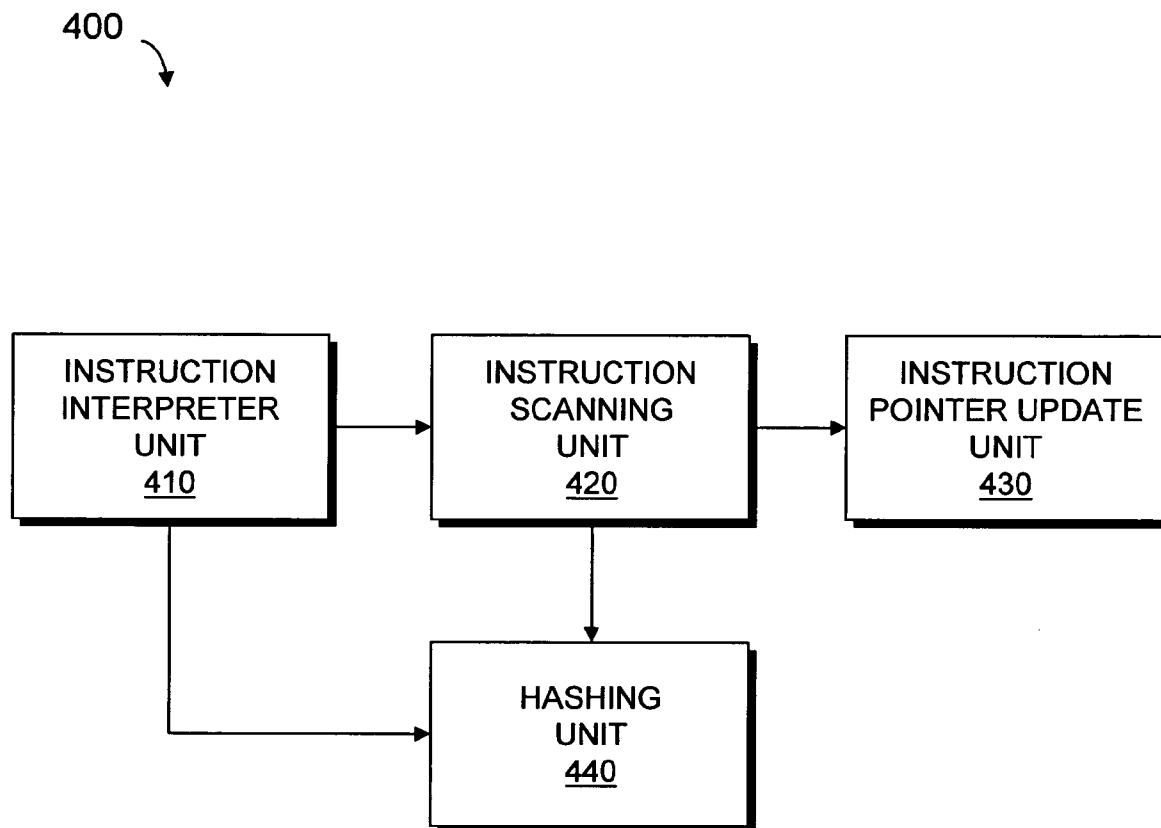 400
INSTRUCTION
INTERPRETER
UNIT
410
INSTRUCTION
SCANNING
UNIT
420
INSTRUCTION
POINTER UPDATE
UNIT
430
HASHING
UNIT
440